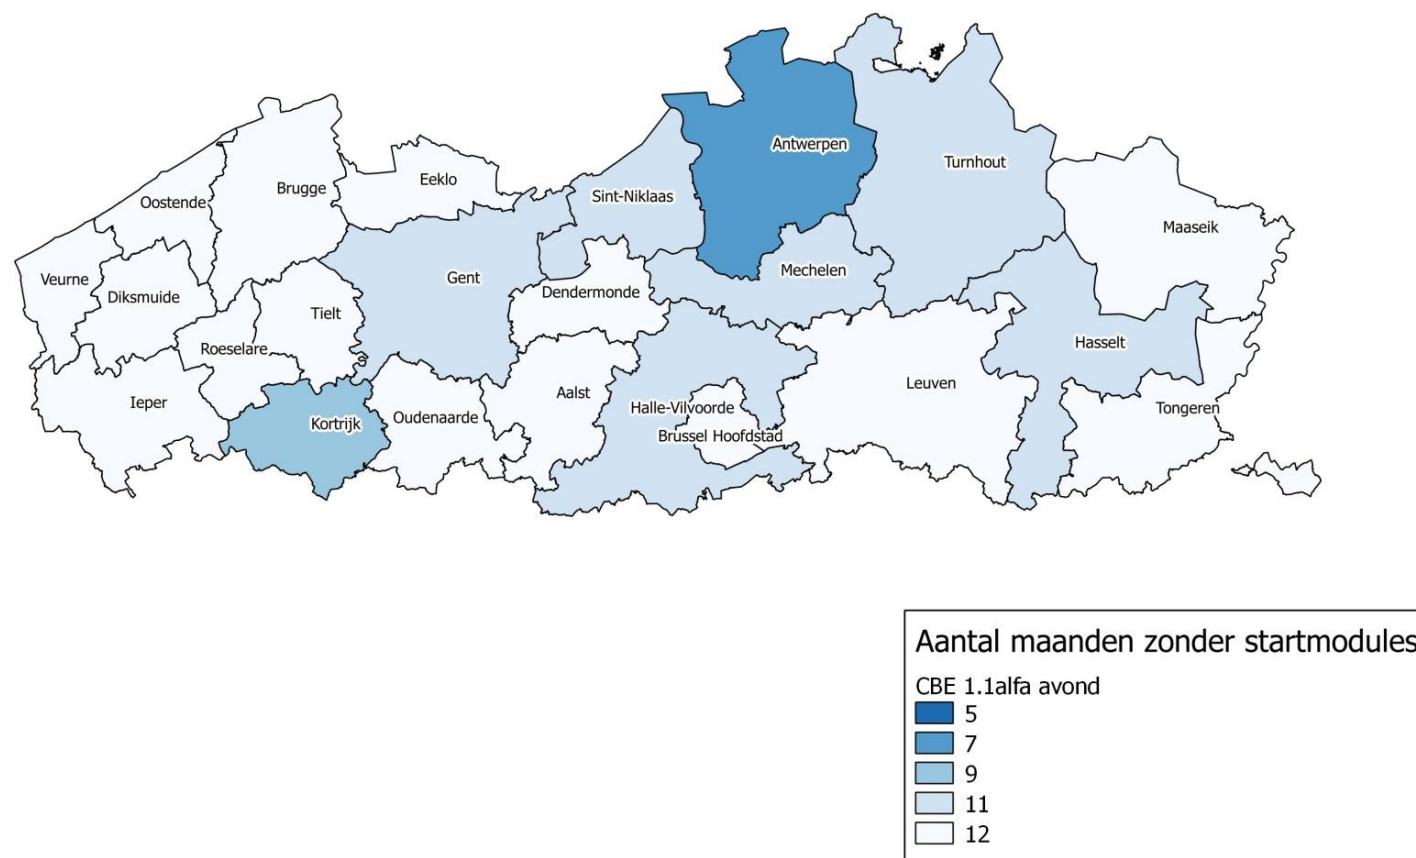 Antwerpen
Turnhout
Eeklo
Brugge
Sint-Niklaas
Oostende
Maaseik
Mechelen
Veurne
Gent
Dendermonde
Diksmuide
Tielt
Roeselare
Hasselt
Leuven
Aalst
Ieper
Halle-Vilvoorde
Tongeren
Oudenaarde
Kortrijk
Brussel Hoofdstad
Aantal maanden zonder startmodules
CBE 1.1alfa avond
5
7
9
11
12